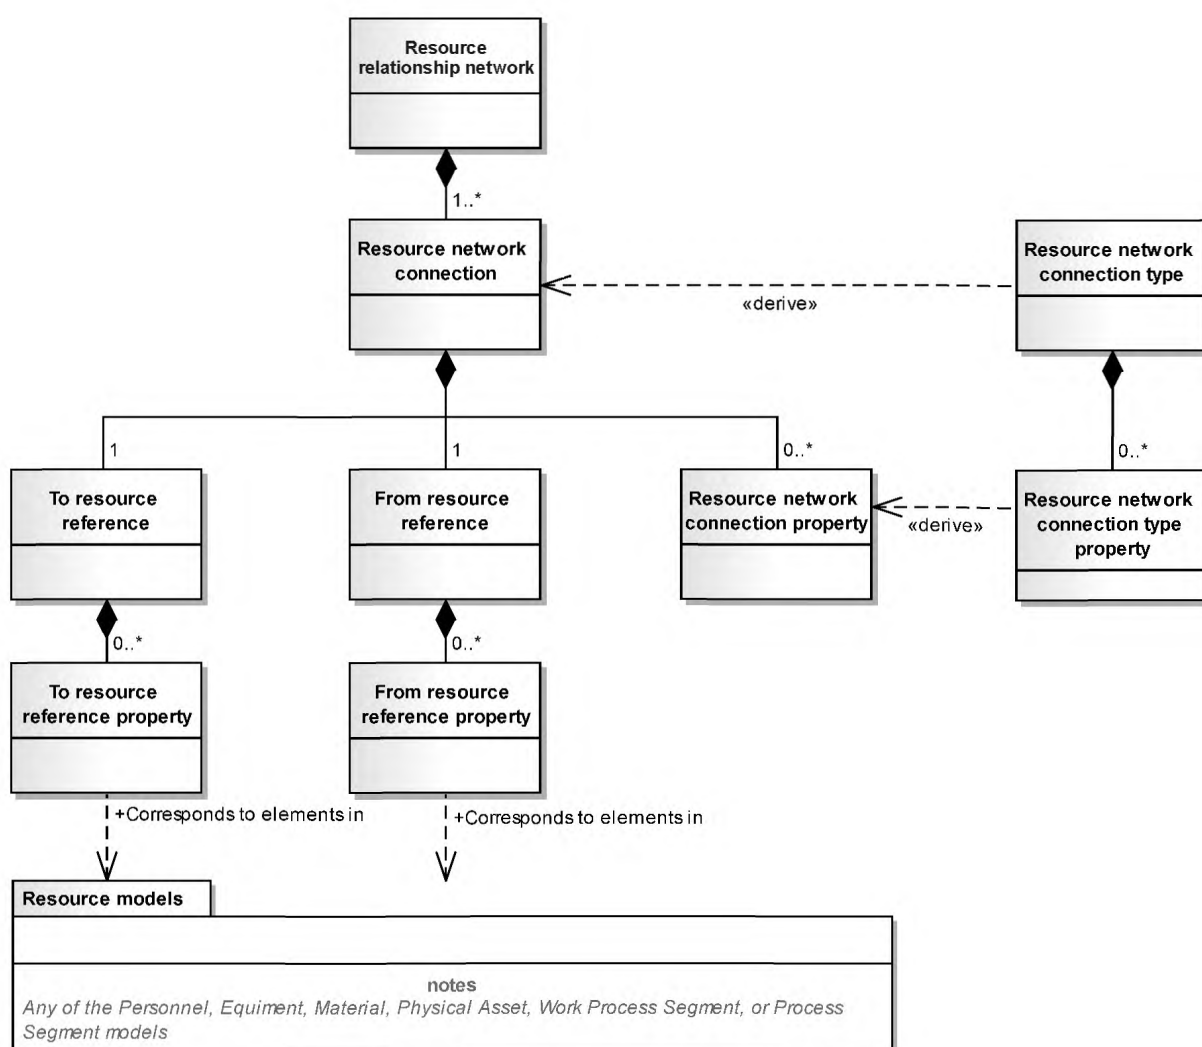 Resource
relationship network
1..*
Resource network
connection
Resource network
connection type
«derive»
1
1
0..*
0..*
To resource
reference
From resource
reference
Resource network
connection property
Resource network
connection type
property
«derive»
0..*
0..*
To resource
reference property
From resource
reference property
+Corresponds to elements in
+Corresponds to elements in
Resource models
notes
Any of the Personnel, Equiment, Material, Physical Asset, Work Process Segment, or Process
Segment models